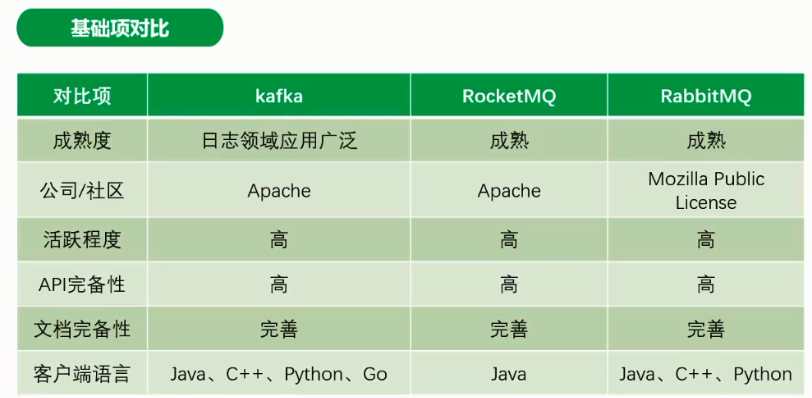 基础项对比
对比项 kafka RocketMQ RabbitMQ
成熟度 日志领域应用广泛 成熟 成熟
公司/社区 Apache Apache Mozilla Public
License
活跃程度 高 高 高
API完备性 高 高 高
文档完备性 完善 完善 完善
客户端语言 Java、C++、Python、Go Java Java、C++、Python